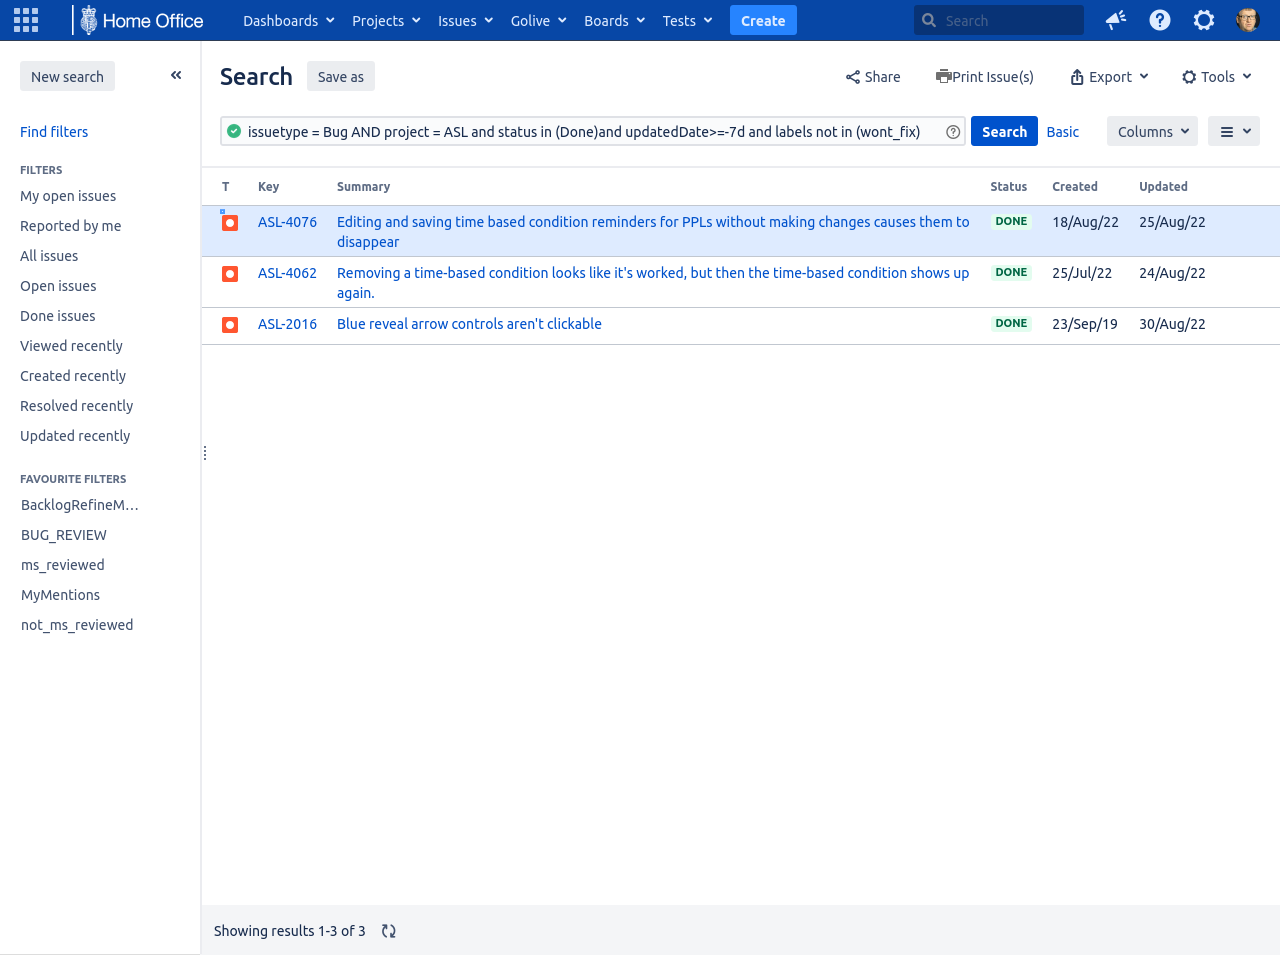 Home Office
Dashboards Projects Issues Golive Boards Tests Create Search
New search
Find filters
FILTERS
My open issues
Reported by me
All issues
Open issues
Done issues
Viewed recently
Created recently
Resolved recently
Updated recently
FAVOURITE FILTERS
BacklogRefineM...
BUG_REVIEW
ms_reviewed
MyMentions
not_ms_reviewed
Search Save as Share Print Issue(s) Export Tools
issuetype = Bug AND project = ASL and status in (Done)and updatedDate>=-7d and labels not in (wont_fix) Search Basic Columns
T Key Summary Status Created Updated
ASL-4076 Editing and saving time based condition reminders for PPLs without making changes causes them to DONE 18/Aug/22 25/Aug/22
disappear
ASL-4062 Removing a time-based condition looks like it's worked, but then the time-based condition shows up DONE 25/Jul/22 24/Aug/22
again.
ASL-2016 Blue reveal arrow controls aren't clickable DONE 23/Sep/19 30/Aug/22
Showing results 1-3 of 3